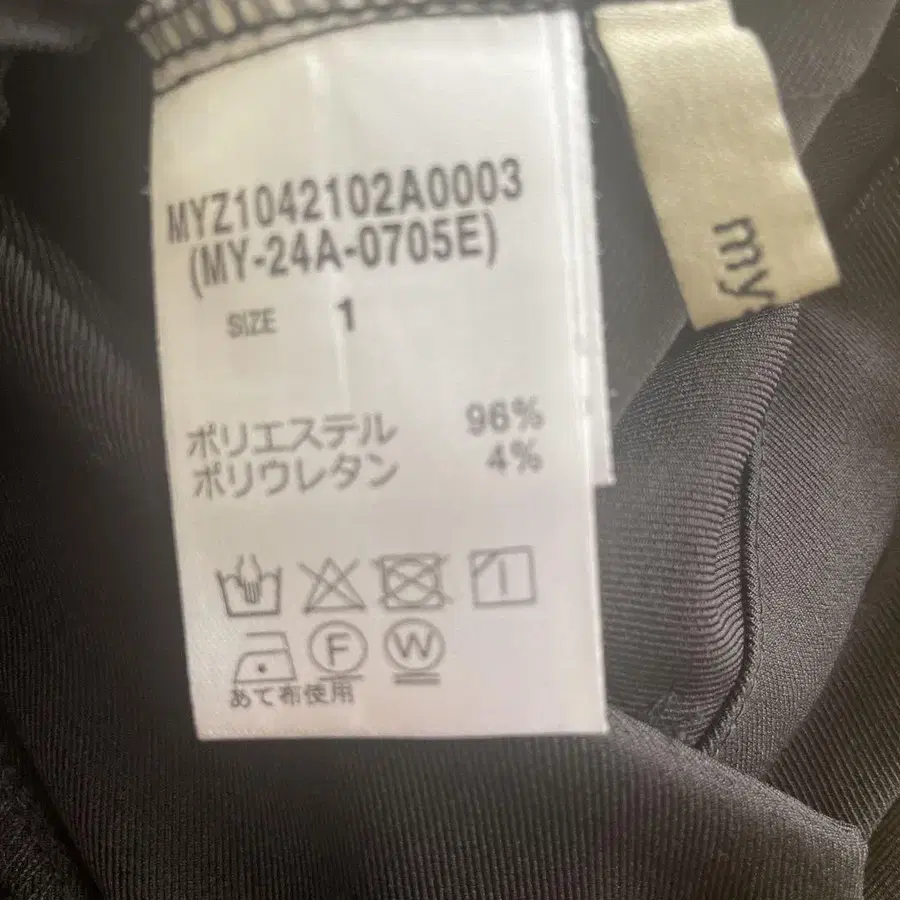 MYZ1042102A0003
(MY-24A-0705E)
SIZE 1
ポリエステル 96%
ポリウレタン 4%
F W
あて布使用